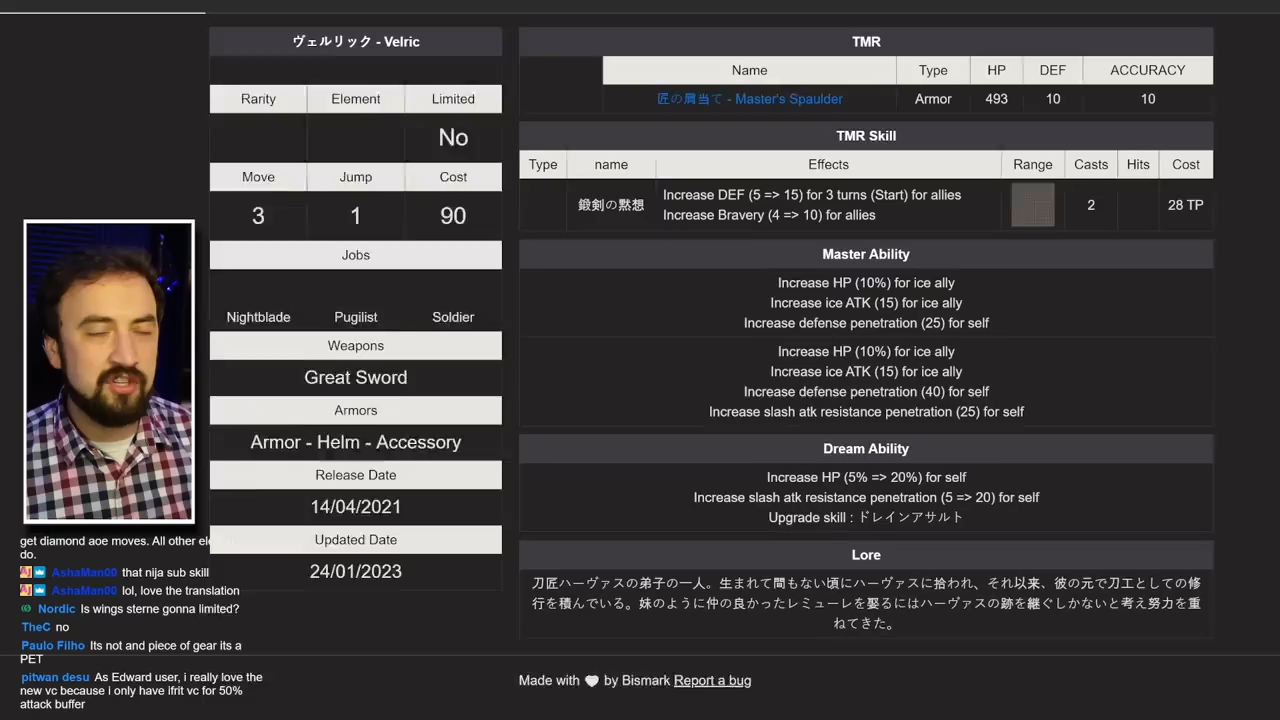 ヴェルリック - Velric
Rarity Element Limited
No
Move Jump Cost
3 1 90
Jobs
Nightblade Pugilist Soldier
Weapons
Great Sword
Armors
Armor - Helm - Accessory
Release Date
14/04/2021
Updated Date
24/01/2023
TMR
Name Type HP DEF ACCURACY
匠の肩当て - Master's Spaulder Armor 493 10 10
TMR Skill
Type name Effects Range Casts Hits Cost
鍛剣の黙想 Increase DEF (5 => 15) for 3 turns (Start) for allies
Increase Bravery (4 => 10) for allies
2 28 TP
Master Ability
Increase HP (10%) for ice ally
Increase ice ATK (15) for ice ally
Increase defense penetration (25) for self
Increase HP (10%) for ice ally
Increase ice ATK (15) for ice ally
Increase defense penetration (40) for self
Increase slash atk resistance penetration (25) for self
Dream Ability
Increase HP (5% => 20%) for self
Increase slash atk resistance penetration (5 => 20) for self
Upgrade skill : ドレインアサルト
Lore
刀匠ハーヴァスの弟子の一人。生まれて間もない頃にハーヴァスに拾われ、それ以来、彼の元で刀工としての修
行を積んでいる。妹のように仲の良かったレミューレを娶るにはハーヴァスの跡を継ぐしかないと考え努力を重
ねてきた。
Made with by Bismark Report a bug
get diamond aoe moves. All other
do.
AshaMan00 that nija sub skill
AshaMan00 lol, love the translation
Nordic Is wings sterne gonna limited?
TheC no
Paulo Filho Its not and piece of gear its a
PET
pitwan desu As Edward user, i really love the
new vc because i only have ifrit vc for 50%
attack buffer